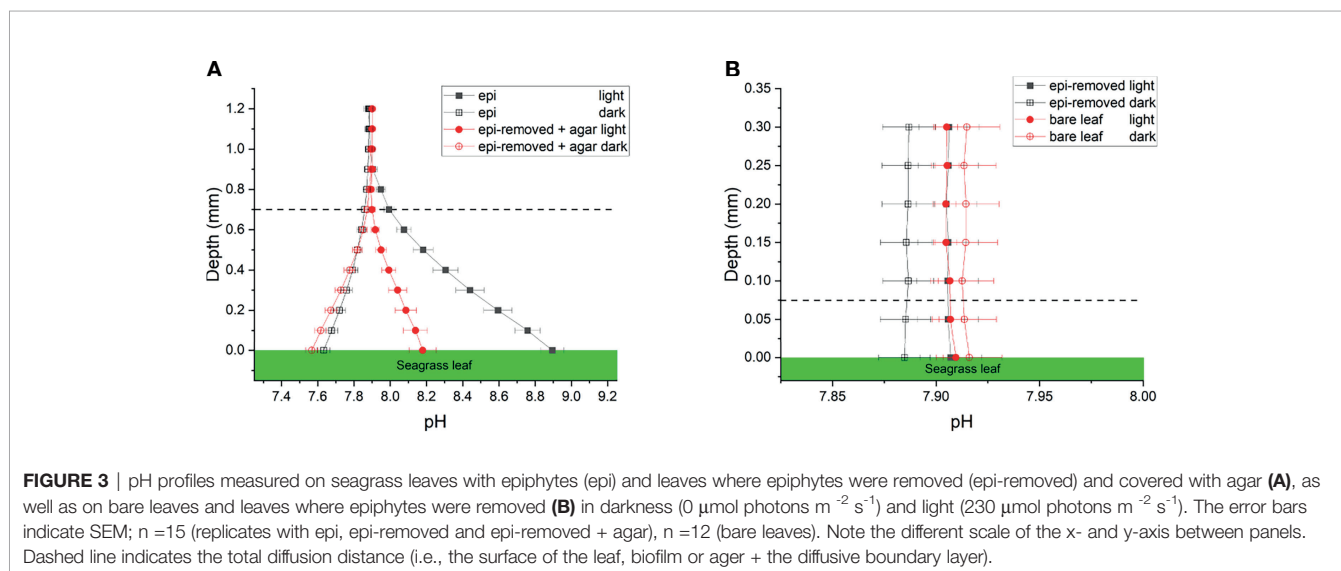 A
B
epi light
epi dark
epi-removed + agar light
epi-removed + agar dark
1.2
1.0
0.8
0.6
0.4
0.2
0.0
Depth (mm)
Seagrass leaf
7.4 7.6 7.8 8.0 8.2 8.4 8.6 8.8 9.0 9.2
pH
epi-removed light
epi-removed dark
bare leaf light
bare leaf dark
0.35
0.30
0.25
0.20
0.15
0.10
0.05
0.00
Depth (mm)
Seagrass leaf
7.85 7.90 7.95 8.00
pH
FIGURE 3 | pH profiles measured on seagrass leaves with epiphytes (epi) and leaves where epiphytes were removed (epi-removed) and covered with agar (A), as
well as on bare leaves and leaves where epiphytes were removed (B) in darkness (0 μmol photons m⁻² s⁻¹) and light (230 μmol photons m⁻² s⁻¹). The error bars
indicate SEM; n =15 (replicates with epi, epi-removed and epi-removed + agar), n =12 (bare leaves). Note the different scale of the x- and y-axis between panels.
Dashed line indicates the total diffusion distance (i.e., the surface of the leaf, biofilm or ager + the diffusive boundary layer).